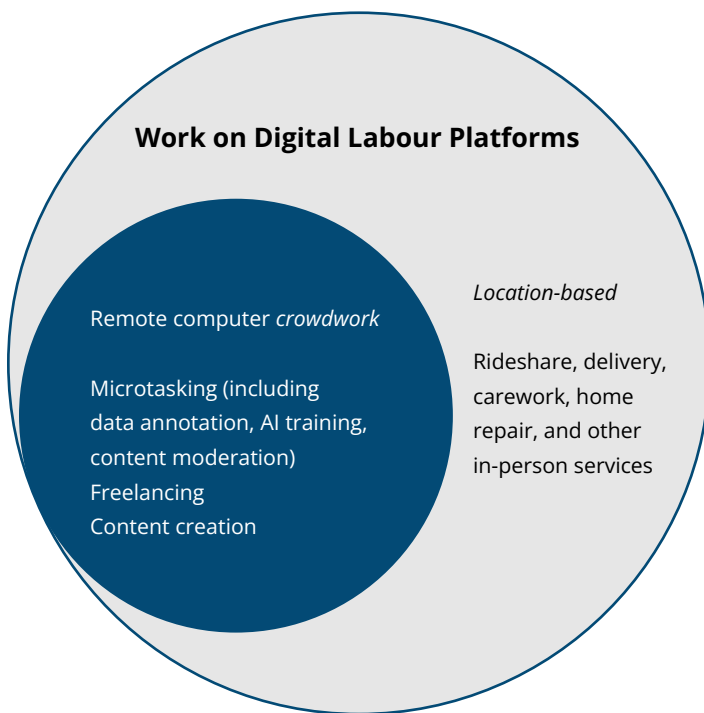 Work on Digital Labour Platforms
Remote computer crowdwork
Microtasking (including
data annotation, AI training,
content moderation)
Freelancing
Content creation
Location-based
Rideshare, delivery,
carework, home
repair, and other
in-person services